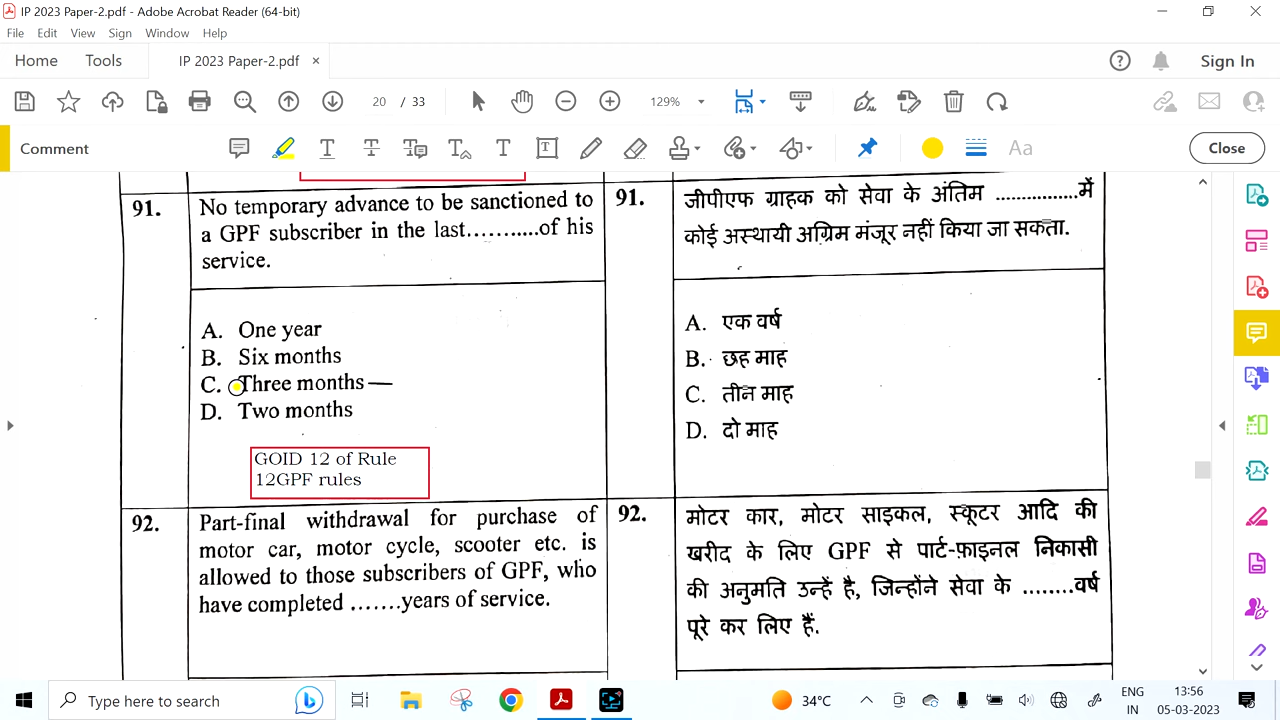 IP 2023 Paper-2.pdf - Adobe Acrobat Reader (64-bit)
File Edit View Sign Window Help
Home Tools IP 2023 Paper-2.pdf × Sign In
20 / 33 129%
Comment Aa Close
91. No temporary advance to be sanctioned to
a GPF subscriber in the last.............of his
service.
A. One year
B. Six months
C. Three months
D. Two months
GOID 12 of Rule
12GPF rules
91. जीपीएफ ग्राहक को सेवा के अंतिम ................में
कोई अस्थायी अग्रिम मंजूर नहीं किया जा सकता.
A. एक वर्ष
B. छह माह
C. तीन माह
D. दो माह
92. Part-final withdrawal for purchase of
motor car, motor cycle, scooter etc. is
allowed to those subscribers of GPF, who
have completed .......years of service.
92. मोटर कार, मोटर साइकल, स्कूटर आदि की
खरीद के लिए GPF से पार्ट-फ़ाइनल निकासी
की अनुमति उन्हें है, जिन्होंने सेवा के ........वर्ष
पूरे कर लिए हैं.
Type here to search
34°C
ENG
IN
13:56
05-03-2023